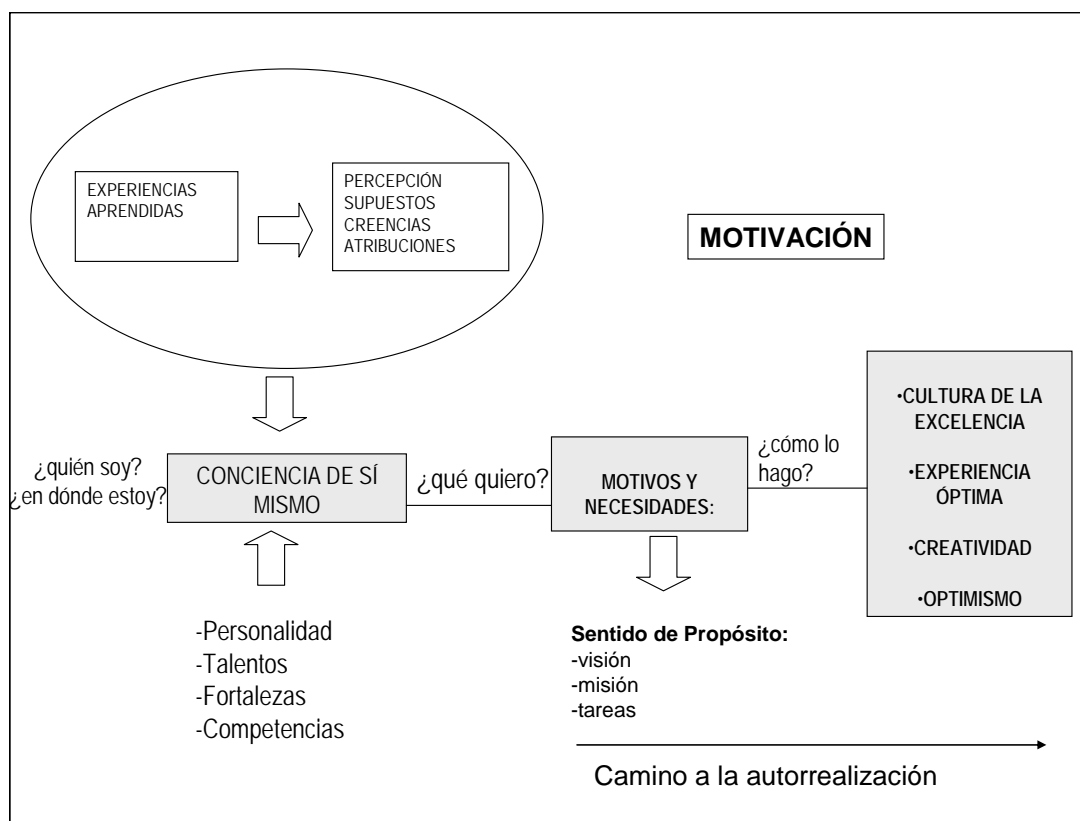 EXPERIENCIAS
APRENDIDAS
PERCEPCIÓN
SUPUESTOS
CREENCIAS
ATRIBUCIONES
MOTIVACIÓN
¿quién soy?
¿en dónde estoy?
CONCIENCIA DE SÍ
MISMO
¿qué quiero?
MOTIVOS Y
NECESIDADES:
¿cómo lo
hago?
•CULTURA DE LA
EXCELENCIA
•EXPERIENCIA
ÓPTIMA
•CREATIVIDAD
•OPTIMISMO
-Personalidad
-Talentos
-Fortalezas
-Competencias
Sentido de Propósito:
-visión
-misión
-tareas
Camino a la autorrealización